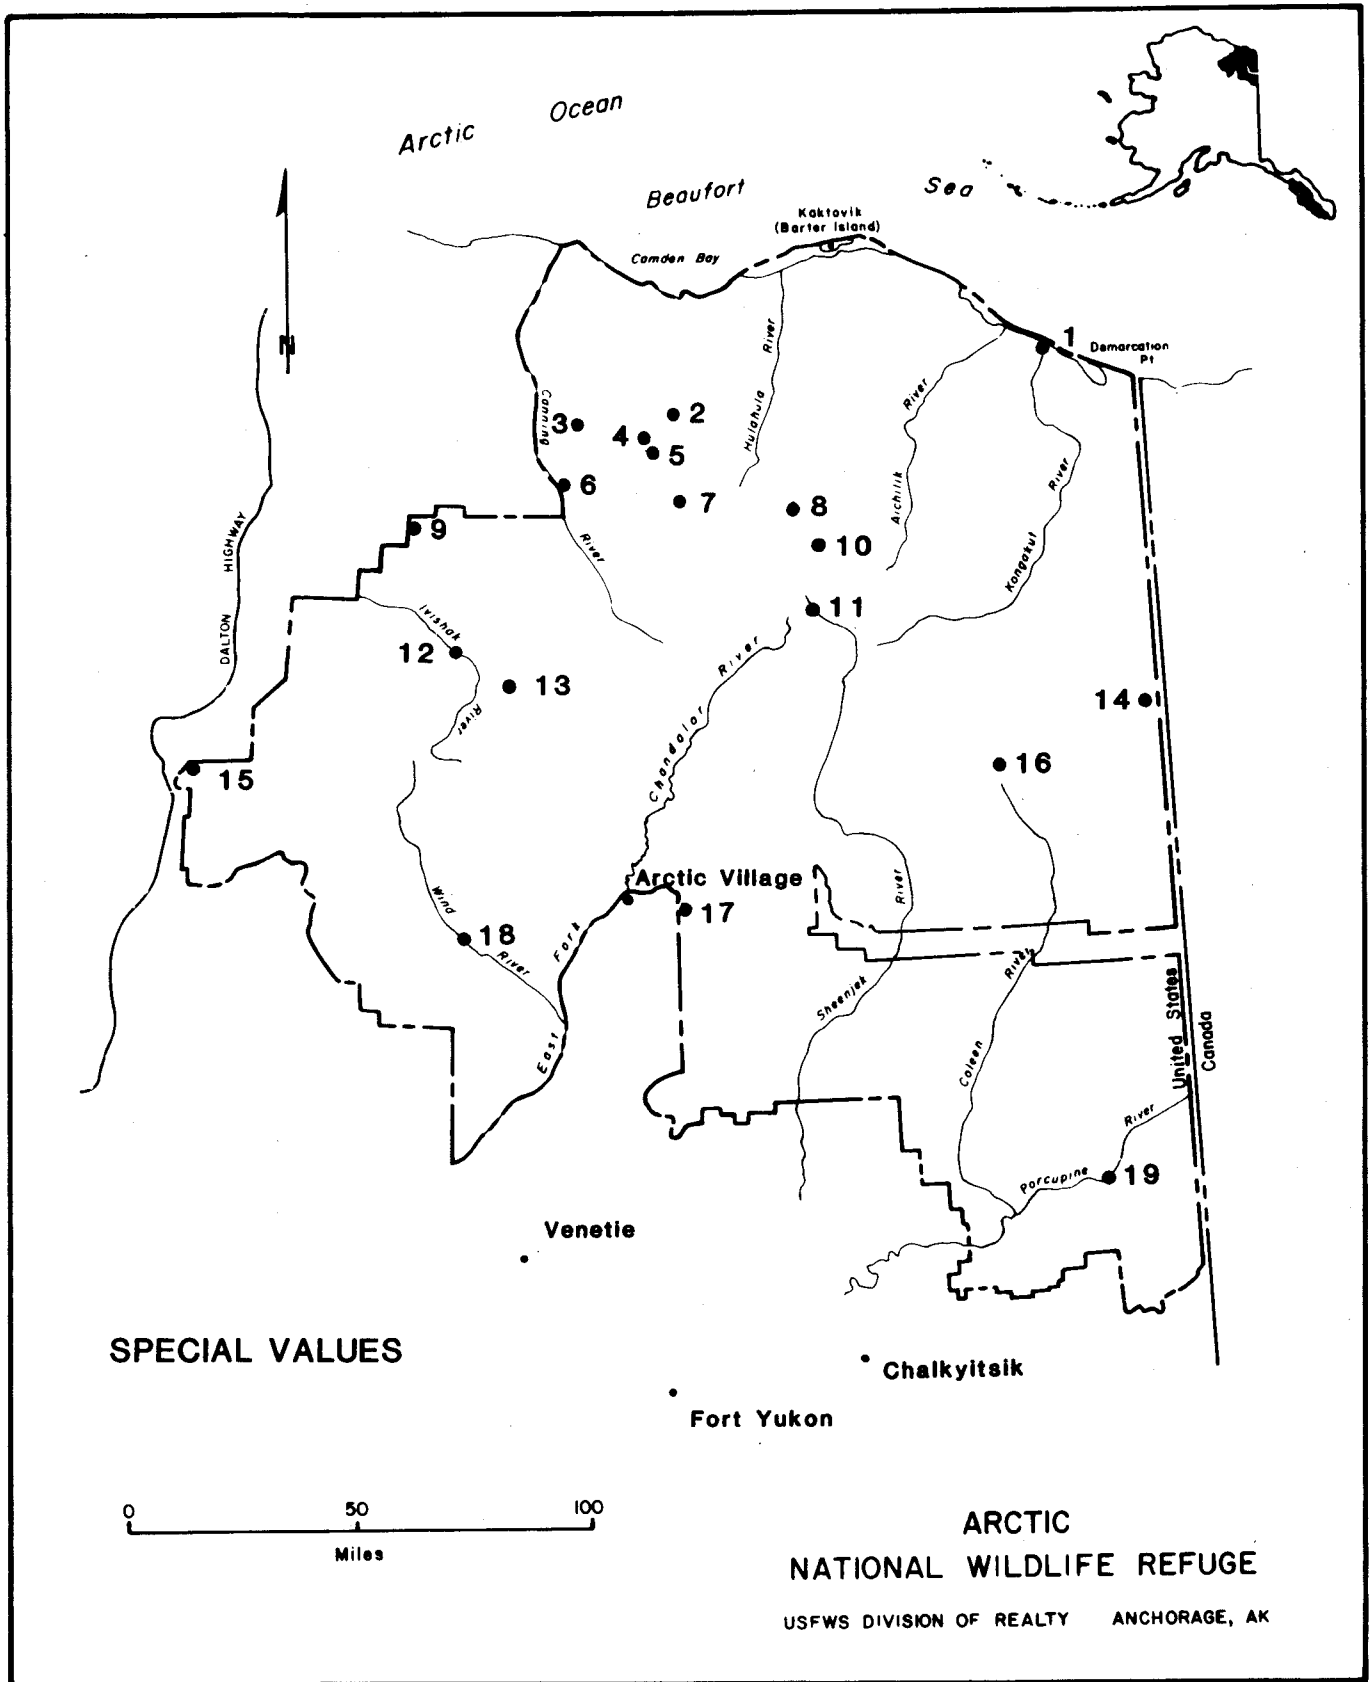 Arctic Ocean
Beaufort Sea
Kaktovik
(Barter Island)
Camden Bay
N
1
Demarcation
Pt
Canning
River
Hulahula
River
Aichilik
River
Kongakut
River
2
3
4
5
6
7
8
9
10
11
DALTON HIGHWAY
Ivishak
River
12
13
Chandalar River
14
15
16
Arctic Village
17
Wind
River
18
East Fork
Sheenjek
River
Coleen
River
United States
Canada
Porcupine
River
19
Venetie
SPECIAL VALUES
Chalkyitsik
Fort Yukon
0 50 100
Miles
ARCTIC
NATIONAL WILDLIFE REFUGE
USFWS DIVISION OF REALTY ANCHORAGE, AK